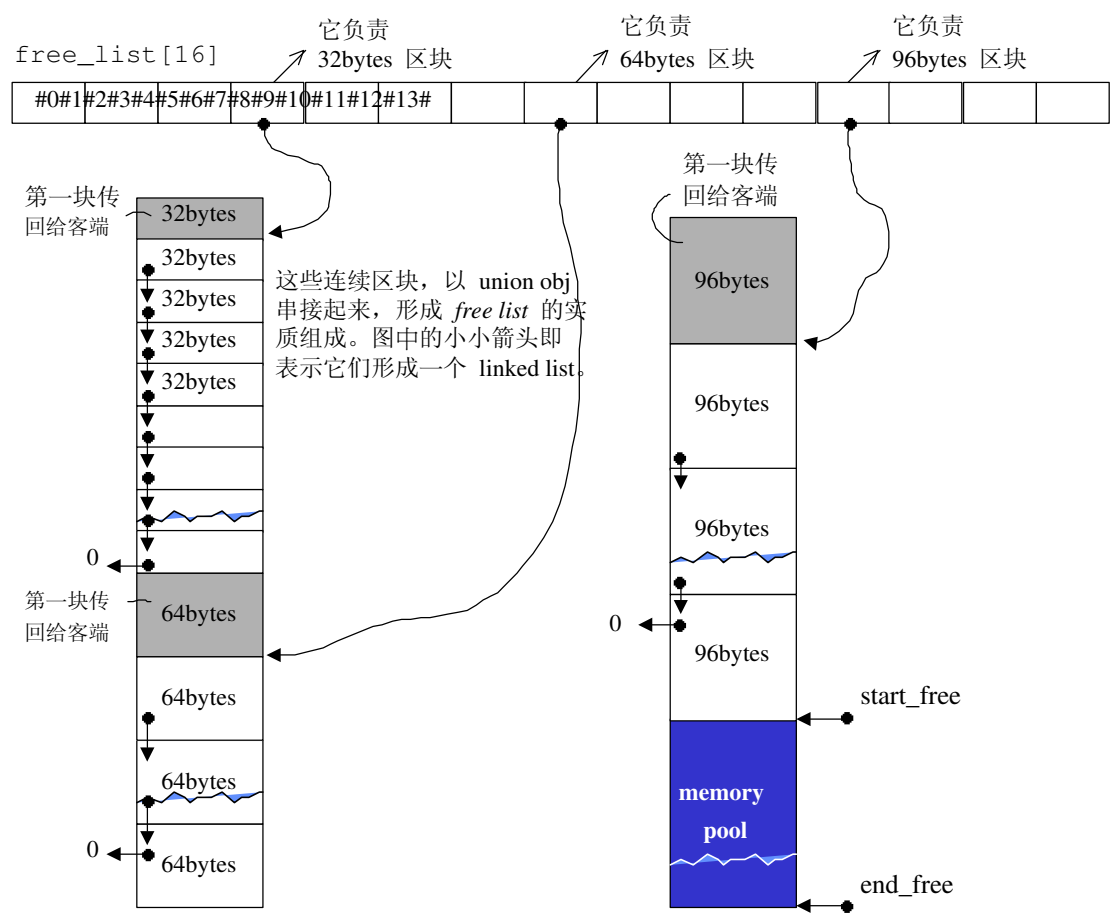 free_list[16]
它负责
32bytes 区块
它负责
64bytes 区块
它负责
96bytes 区块
#0#1#2#3#4#5#6#7#8#9#10#11#12#13#
第一块传
回给客端
32bytes
32bytes
32bytes
32bytes
32bytes
0
这些连续区块，以 union obj
串接起来，形成 free list 的实
质组成。图中的小小箭头即
表示它们形成一个 linked list。
第一块传
回给客端
64bytes
64bytes
64bytes
0
64bytes
第一块传
回给客端
96bytes
96bytes
96bytes
0
96bytes
start_free
memory
pool
end_free